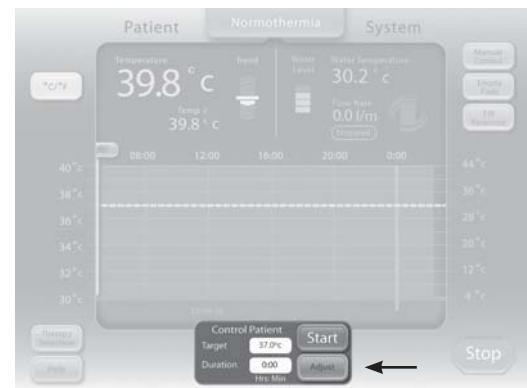 Patient
Normothermia
System
°C/°F
Temperature
39.8 °c
Temp 2
39.8 °c
Trend
Water
Level
Water Temperature
30.2 °c
Flow Rate
0.0 l/m
Stopped
Manual
Control
Empty
Pads
Fill
Reservoir
08:00 12:00 16:00 20:00 0:00
40°c
38°c
36°c
34°c
32°c
30°c
44°c
36°c
28°c
20°c
12°c
4°c
Therapy
Selection
Help
Control Patient
Target 37.0°c Start
Duration 0:00 Adjust
Hrs: Min
Stop